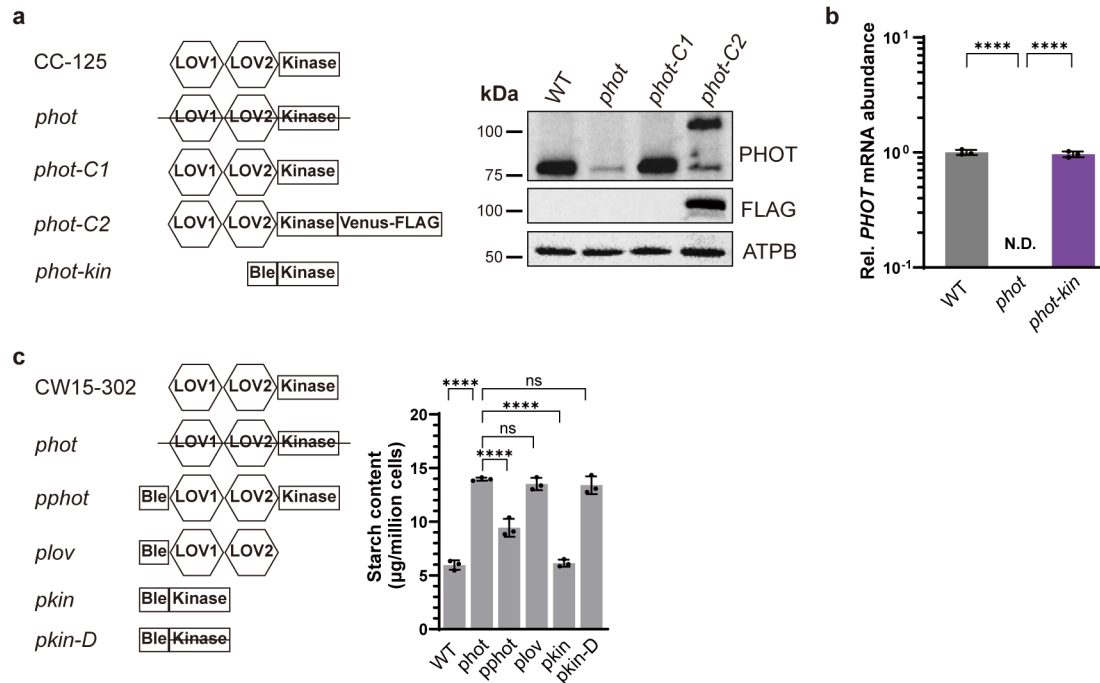 a
CC-125 LOV1 LOV2 Kinase
phot LOV1 LOV2 Kinase
phot-C1 LOV1 LOV2 Kinase
phot-C2 LOV1 LOV2 Kinase Venus-FLAG
phot-kin Ble Kinase
WT phot phot-C1 phot-C2
kDa
100
75
PHOT
100
FLAG
50
ATPB
b
**** ****
Rel. PHOT mRNA abundance
10¹
10⁰
10⁻¹
N.D.
WT phot phot-kin
c
CW15-302 LOV1 LOV2 Kinase
phot LOV1 LOV2 Kinase
pphot Ble LOV1 LOV2 Kinase
plov Ble LOV1 LOV2
pkin Ble Kinase
pkin-D Ble Kinase
**** ns
****
ns
****
Starch content
(µg/million cells)
20
15
10
5
0
WT phot pphot plov pkin pkin-D